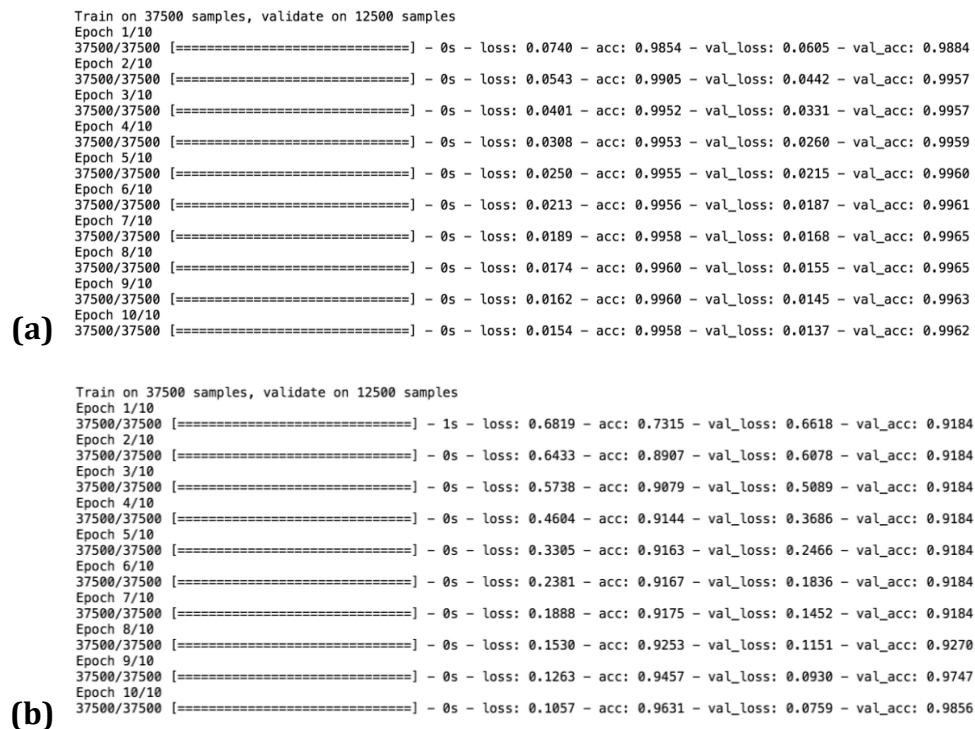 Train on 37500 samples, validate on 12500 samples
Epoch 1/10
37500/37500 [==============================] - 0s - loss: 0.0740 - acc: 0.9854 - val_loss: 0.0605 - val_acc: 0.9884
Epoch 2/10
37500/37500 [==============================] - 0s - loss: 0.0543 - acc: 0.9905 - val_loss: 0.0442 - val_acc: 0.9957
Epoch 3/10
37500/37500 [==============================] - 0s - loss: 0.0401 - acc: 0.9952 - val_loss: 0.0331 - val_acc: 0.9957
Epoch 4/10
37500/37500 [==============================] - 0s - loss: 0.0308 - acc: 0.9953 - val_loss: 0.0260 - val_acc: 0.9959
Epoch 5/10
37500/37500 [==============================] - 0s - loss: 0.0250 - acc: 0.9955 - val_loss: 0.0215 - val_acc: 0.9960
Epoch 6/10
37500/37500 [==============================] - 0s - loss: 0.0213 - acc: 0.9956 - val_loss: 0.0187 - val_acc: 0.9961
Epoch 7/10
37500/37500 [==============================] - 0s - loss: 0.0189 - acc: 0.9958 - val_loss: 0.0168 - val_acc: 0.9965
Epoch 8/10
37500/37500 [==============================] - 0s - loss: 0.0174 - acc: 0.9960 - val_loss: 0.0155 - val_acc: 0.9965
Epoch 9/10
37500/37500 [==============================] - 0s - loss: 0.0162 - acc: 0.9960 - val_loss: 0.0145 - val_acc: 0.9963
Epoch 10/10
(a) 37500/37500 [==============================] - 0s - loss: 0.0154 - acc: 0.9958 - val_loss: 0.0137 - val_acc: 0.9962
Train on 37500 samples, validate on 12500 samples
Epoch 1/10
37500/37500 [==============================] - 1s - loss: 0.6819 - acc: 0.7315 - val_loss: 0.6618 - val_acc: 0.9184
Epoch 2/10
37500/37500 [==============================] - 0s - loss: 0.6433 - acc: 0.8907 - val_loss: 0.6078 - val_acc: 0.9184
Epoch 3/10
37500/37500 [==============================] - 0s - loss: 0.5738 - acc: 0.9079 - val_loss: 0.5089 - val_acc: 0.9184
Epoch 4/10
37500/37500 [==============================] - 0s - loss: 0.4604 - acc: 0.9144 - val_loss: 0.3686 - val_acc: 0.9184
Epoch 5/10
37500/37500 [==============================] - 0s - loss: 0.3305 - acc: 0.9163 - val_loss: 0.2466 - val_acc: 0.9184
Epoch 6/10
37500/37500 [==============================] - 0s - loss: 0.2381 - acc: 0.9167 - val_loss: 0.1836 - val_acc: 0.9184
Epoch 7/10
37500/37500 [==============================] - 0s - loss: 0.1888 - acc: 0.9175 - val_loss: 0.1452 - val_acc: 0.9184
Epoch 8/10
37500/37500 [==============================] - 0s - loss: 0.1530 - acc: 0.9253 - val_loss: 0.1151 - val_acc: 0.9270
Epoch 9/10
37500/37500 [==============================] - 0s - loss: 0.1263 - acc: 0.9457 - val_loss: 0.0930 - val_acc: 0.9747
Epoch 10/10
(b) 37500/37500 [==============================] - 0s - loss: 0.1057 - acc: 0.9631 - val_loss: 0.0759 - val_acc: 0.9856